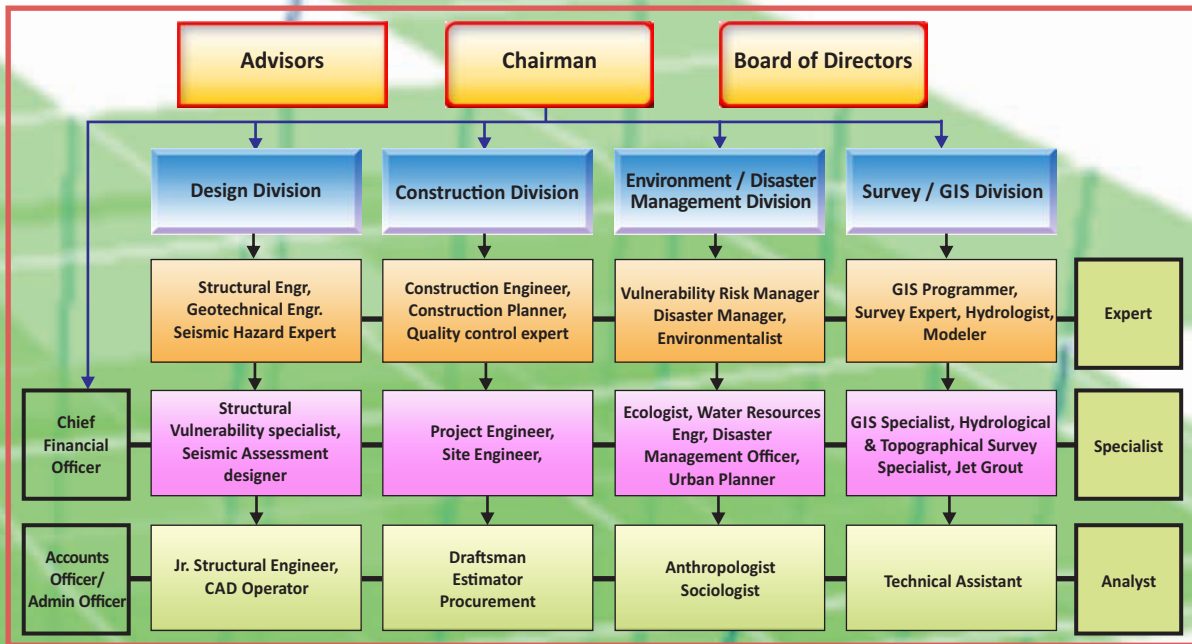 Advisors
Chairman
Board of Directors
Design Division
Construction Division
Environment / Disaster
Management Division
Survey / GIS Division
Structural Engr,
Geotechnical Engr.
Seismic Hazard Expert
Construction Engineer,
Construction Planner,
Quality control expert
Vulnerability Risk Manager
Disaster Manager,
Environmentalist
GIS Programmer,
Survey Expert, Hydrologist,
Modeler
Expert
Chief
Financial
Officer
Structural
Vulnerability specialist,
Seismic Assessment
designer
Project Engineer,
Site Engineer,
Ecologist, Water Resources
Engr, Disaster
Management Officer,
Urban Planner
GIS Specialist, Hydrological
& Topographical Survey
Specialist, Jet Grout
Specialist
Accounts
Officer/
Admin Officer
Jr. Structural Engineer,
CAD Operator
Draftsman
Estimator
Procurement
Anthropologist
Sociologist
Technical Assistant
Analyst